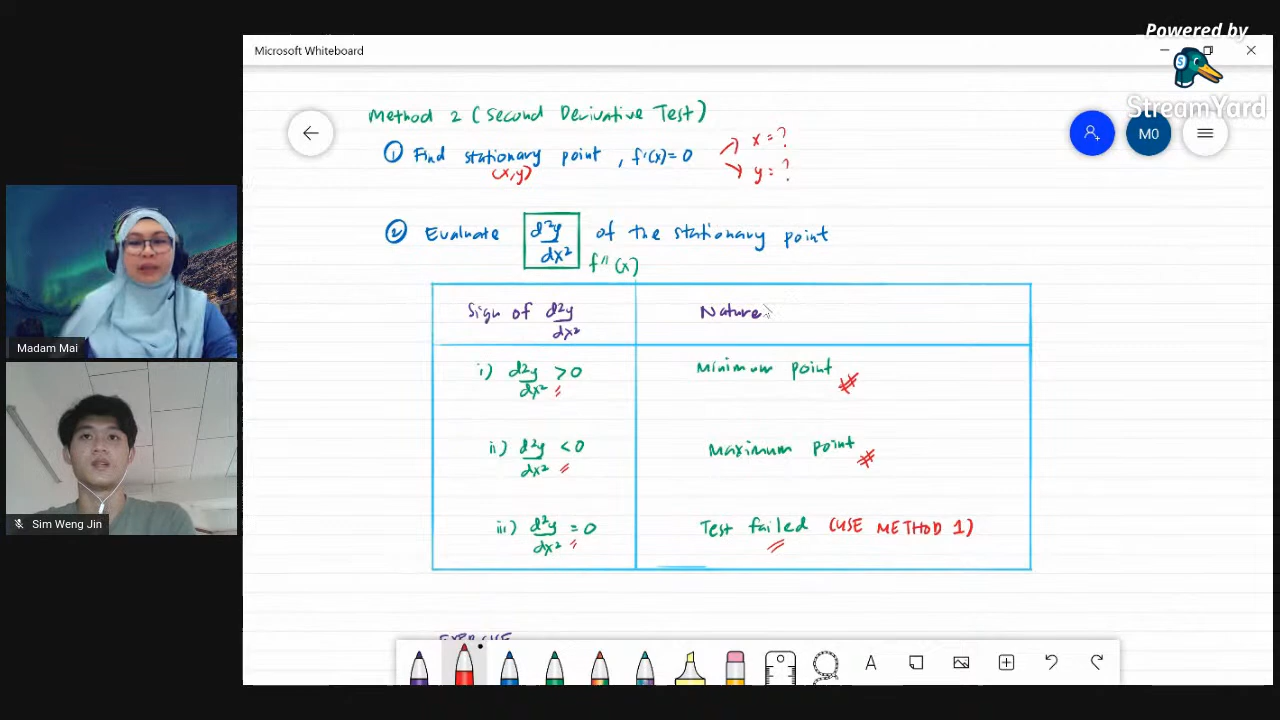 Powered by
StreamYard
Microsoft Whiteboard
M0
Method 2 (Second Derivative Test)
① Find stationary point, f'(x)=0
(x,y)
x = ?
y = ?
② Evaluate d²y/dx² of the stationary point
f''(x)
Sign of d²y/dx² Nature
i) d²y/dx² > 0 Minimum point
ii) d²y/dx² < 0 Maximum point
iii) d²y/dx² = 0 Test failed (USE METHOD 1)
EXERCISE
Madam Mai
Sim Weng Jin
A